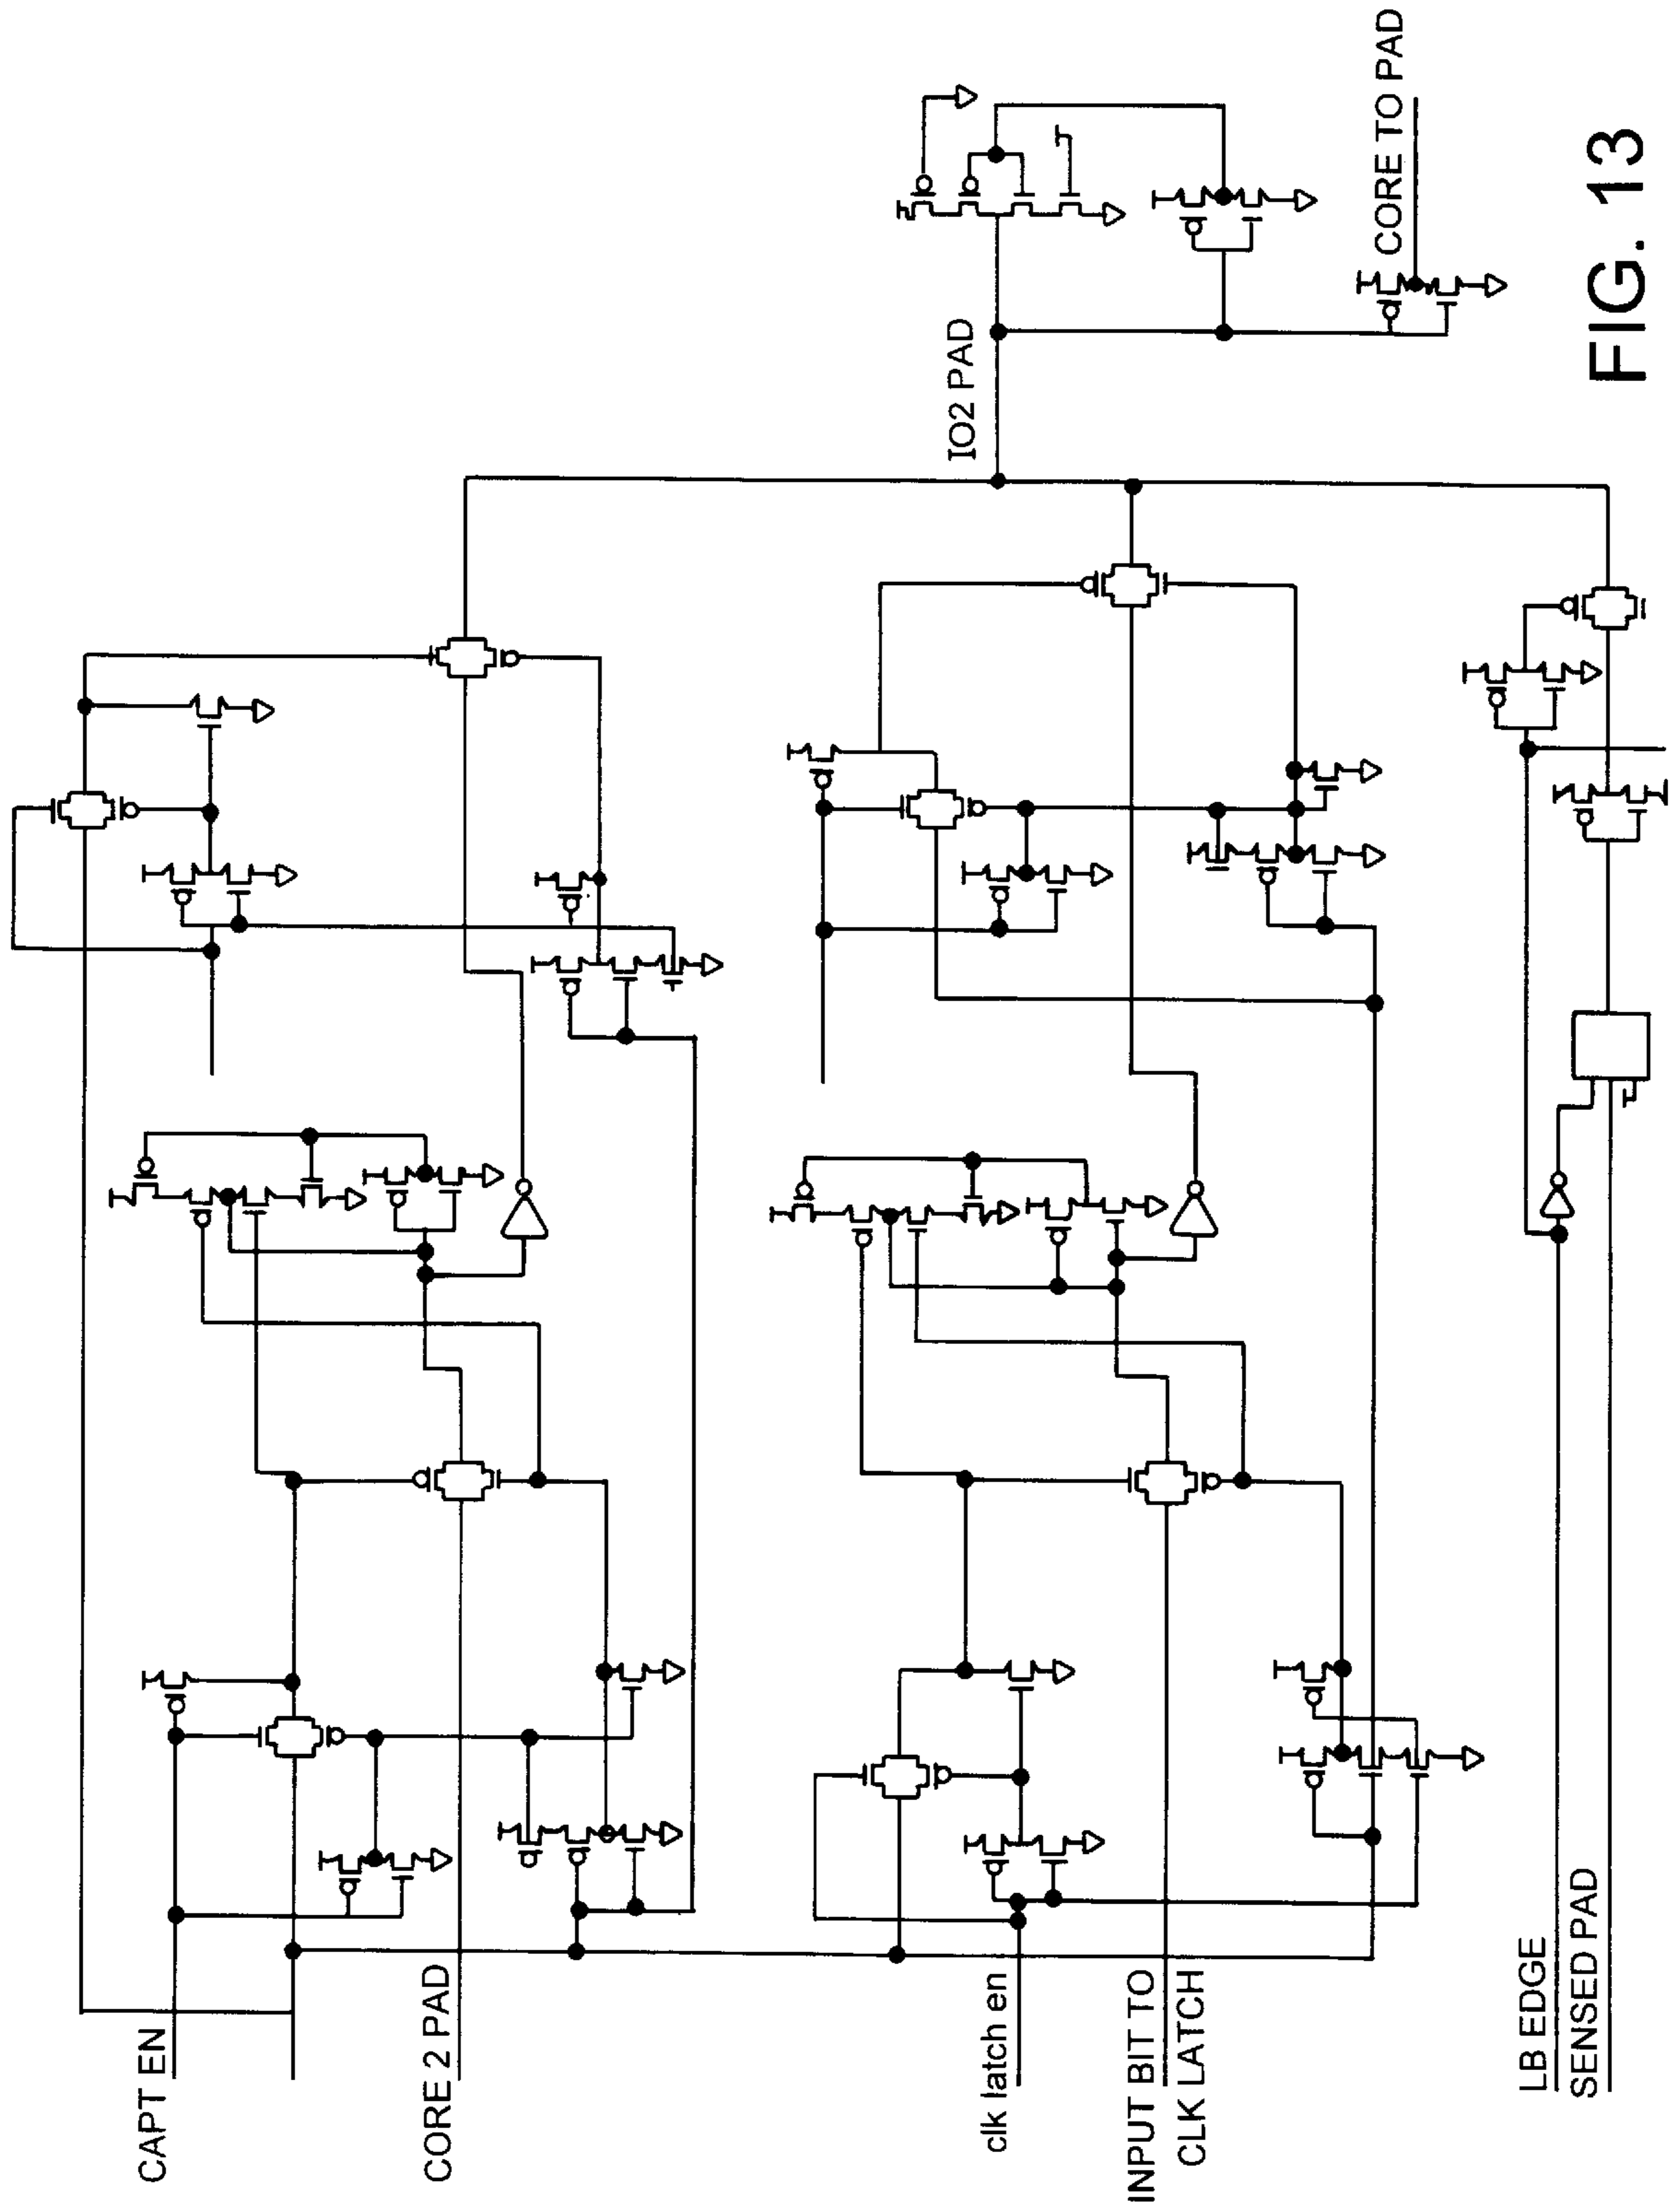 CAPT EN
CORE 2 PAD
clk latch en
INPUT BIT TO
CLK LATCH
LB EDGE
SENSED PAD
IO2 PAD
CORE TO PAD
FIG. 13